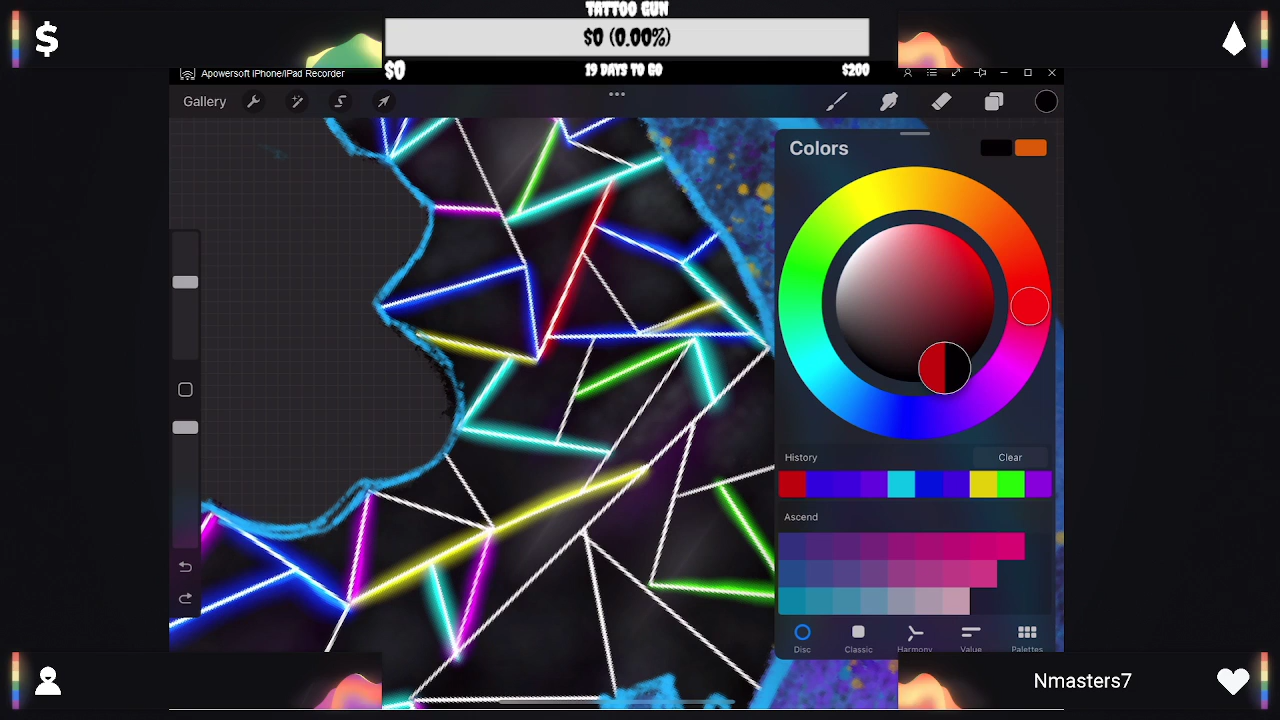 TATTOO GUN
$0 (0.00%)
$0 19 DAYS TO GO $200
$
Apowersoft iPhone/iPad Recorder
Gallery
Colors
History Clear
Ascend
Disc Classic Harmony Value Palettes
Nmasters7